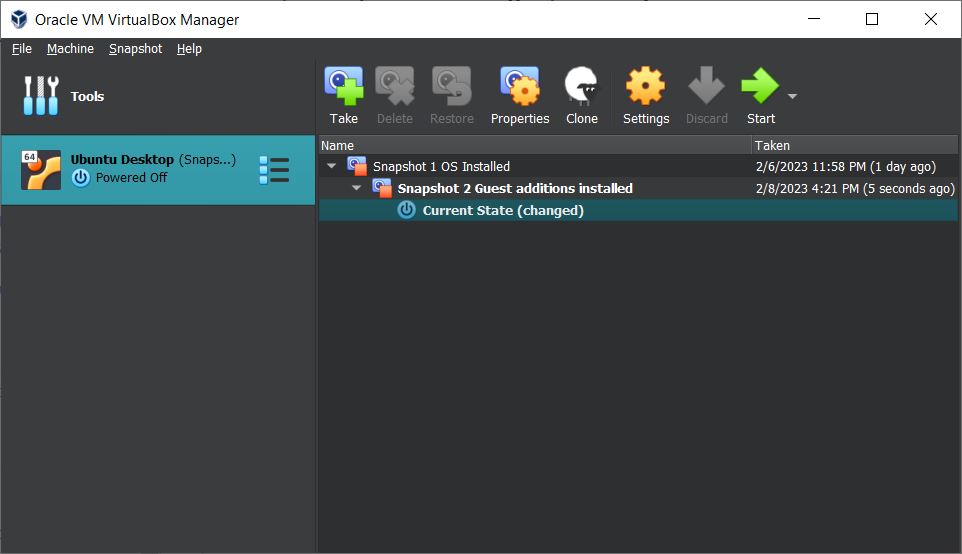 Oracle VM VirtualBox Manager
File Machine Snapshot Help
Tools
Take Delete Restore Properties Clone Settings Discard Start
Name Taken
64
Ubuntu Desktop (Snaps...)
Powered Off
Snapshot 1 OS Installed 2/6/2023 11:58 PM (1 day ago)
Snapshot 2 Guest additions installed 2/8/2023 4:21 PM (5 seconds ago)
Current State (changed)